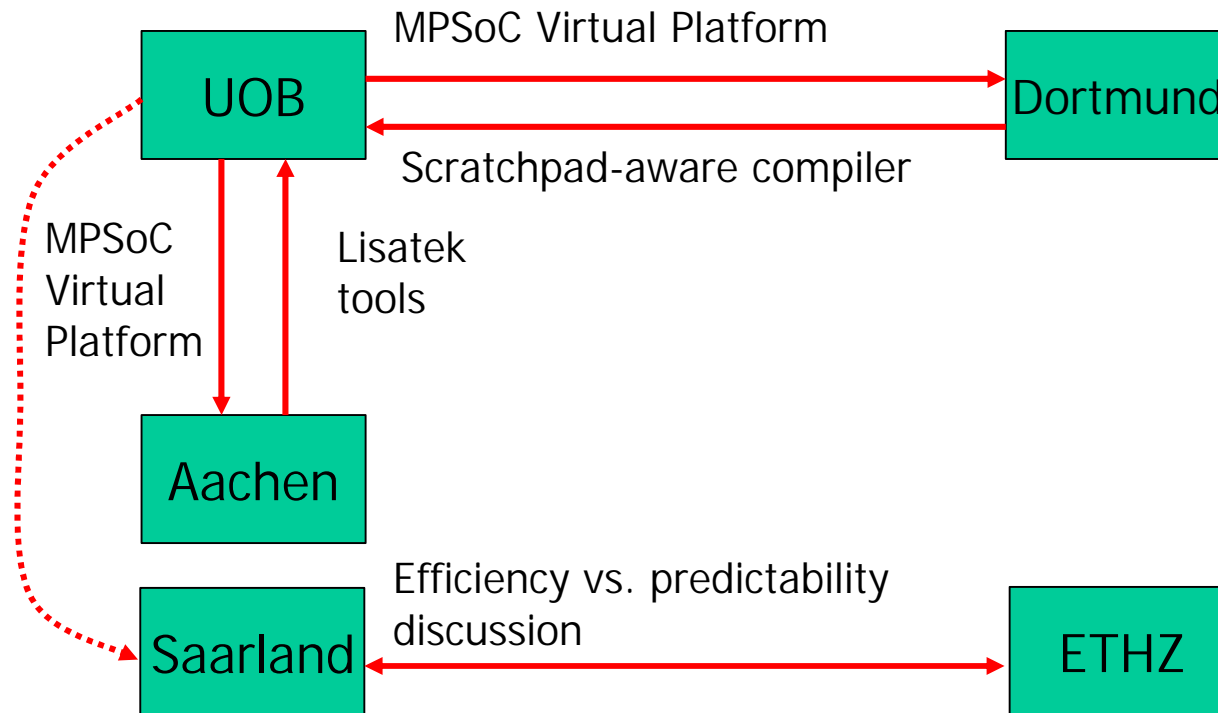 MPSoC Virtual Platform
UOB
Dortmund
Scratchpad-aware compiler
MPSoC
Virtual
Platform
Lisatek
tools
Aachen
Efficiency vs. predictability
discussion
Saarland
ETHZ